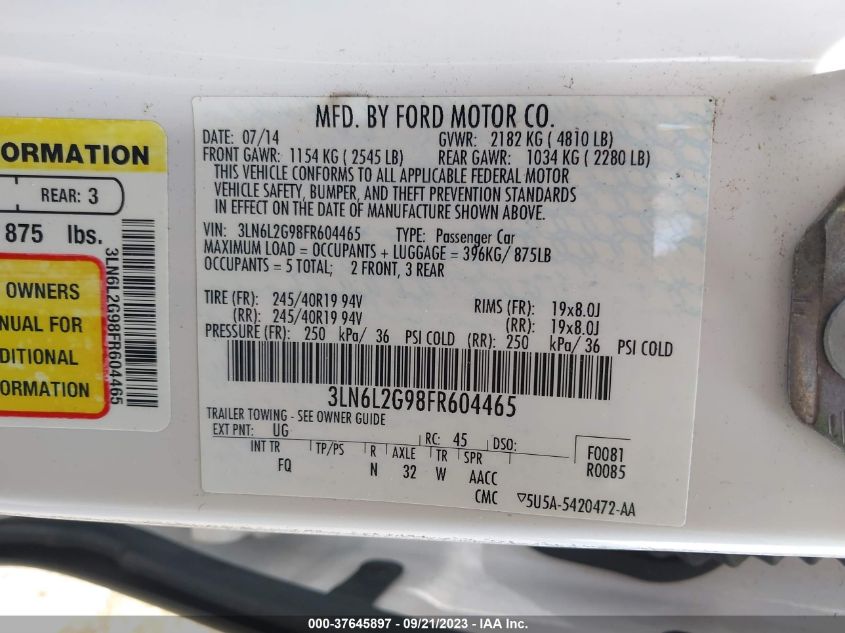 ORMATION
REAR: 3
875 lbs.
OWNERS
NUAL FOR
DITIONAL
FORMATION
3LN6L2G98FR604465
MFD. BY FORD MOTOR CO.
DATE: 07/14 GVWR: 2182 KG ( 4810 LB)
FRONT GAWR: 1154 KG ( 2545 LB) REAR GAWR: 1034 KG ( 2280 LB)
THIS VEHICLE CONFORMS TO ALL APPLICABLE FEDERAL MOTOR
VEHICLE SAFETY, BUMPER, AND THEFT PREVENTION STANDARDS
IN EFFECT ON THE DATE OF MANUFACTURE SHOWN ABOVE.
VIN: 3LN6L2G98FR604465 TYPE: Passenger Car
MAXIMUM LOAD = OCCUPANTS + LUGGAGE = 396KG/ 875LB
OCCUPANTS = 5 TOTAL; 2 FRONT, 3 REAR
TIRE (FR): 245/40R19 94V RIMS (FR): 19x8.0J
(RR): 245/40R19 94V (RR): 19x8.0J
PRESSURE (FR): 250 kPa/ 36 PSI COLD (RR): 250 kPa/ 36 PSI COLD
3LN6L2G98FR604465
TRAILER TOWING - SEE OWNER GUIDE
EXT PNT: UG RC: 45 DSO: F0081
INT TR TP/PS R AXLE TR SPR R0085
FQ N 32 W AACC
CMC ▽5U5A-5420472-AA
000-37645897 - 09/21/2023 - IAA Inc.